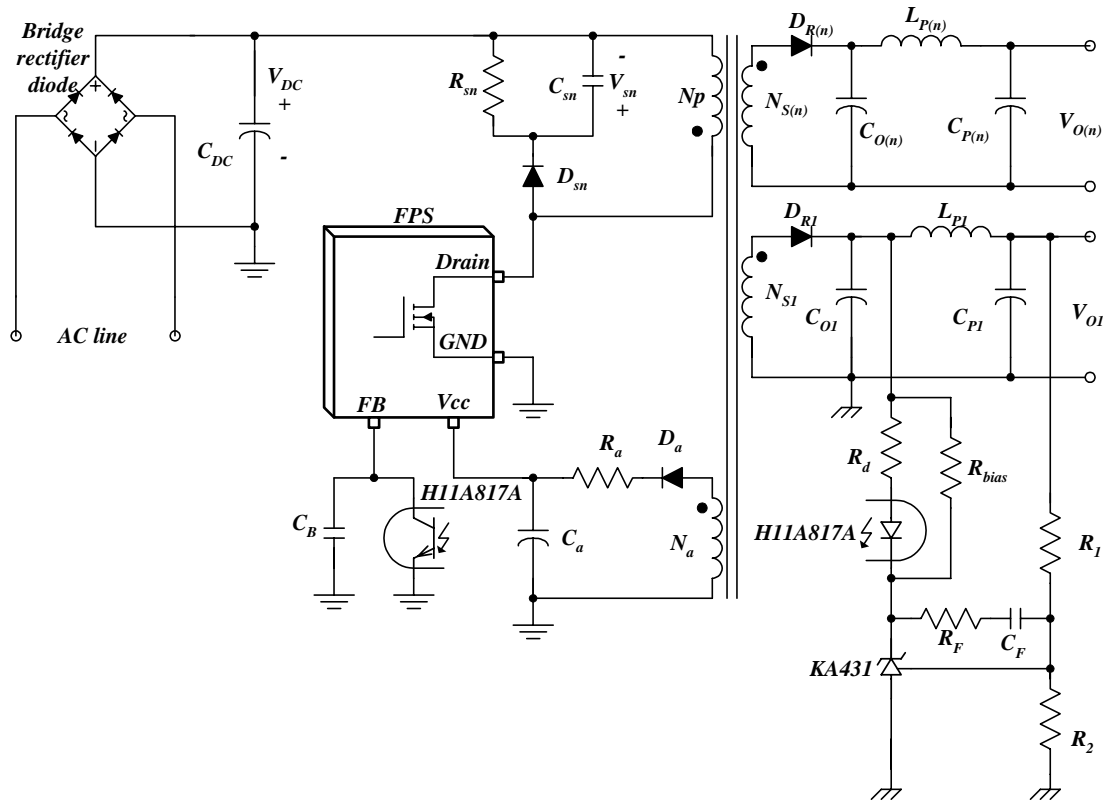 Bridge
rectifier
diode
V_DC
+
C_DC
-
AC line
R_sn
C_sn
-
V_sn
+
D_sn
Np
FPS
Drain
GND
FB
Vcc
H11A817A
C_B
R_a
D_a
C_a
N_a
D_R(n)
L_P(n)
N_S(n)
C_O(n)
C_P(n)
V_O(n)
D_R1
L_P1
N_S1
C_O1
C_P1
V_O1
R_d
R_bias
H11A817A
R_1
R_F
C_F
KA431
R_2